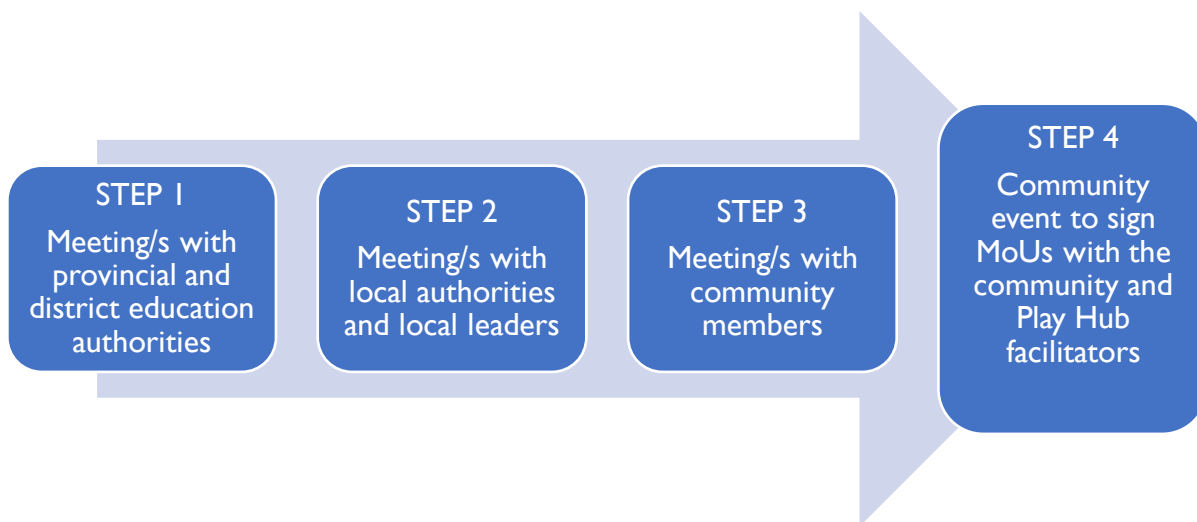 STEP 1
Meeting/s with
provincial and
district education
authorities
STEP 2
Meeting/s with
local authorities
and local leaders
STEP 3
Meeting/s with
community
members
STEP 4
Community
event to sign
MoUs with the
community and
Play Hub
facilitators